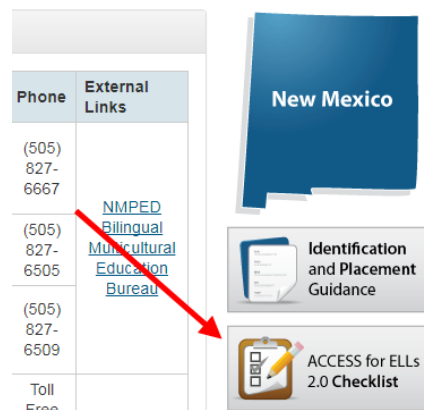 Phone
External
Links
(505)
827-
6667
(505)
827-
6505
(505)
827-
6509
NMPED
Bilingual
Multicultural
Education
Bureau
Toll
Free
New Mexico
Identification
and Placement
Guidance
ACCESS for ELLs
2.0 Checklist